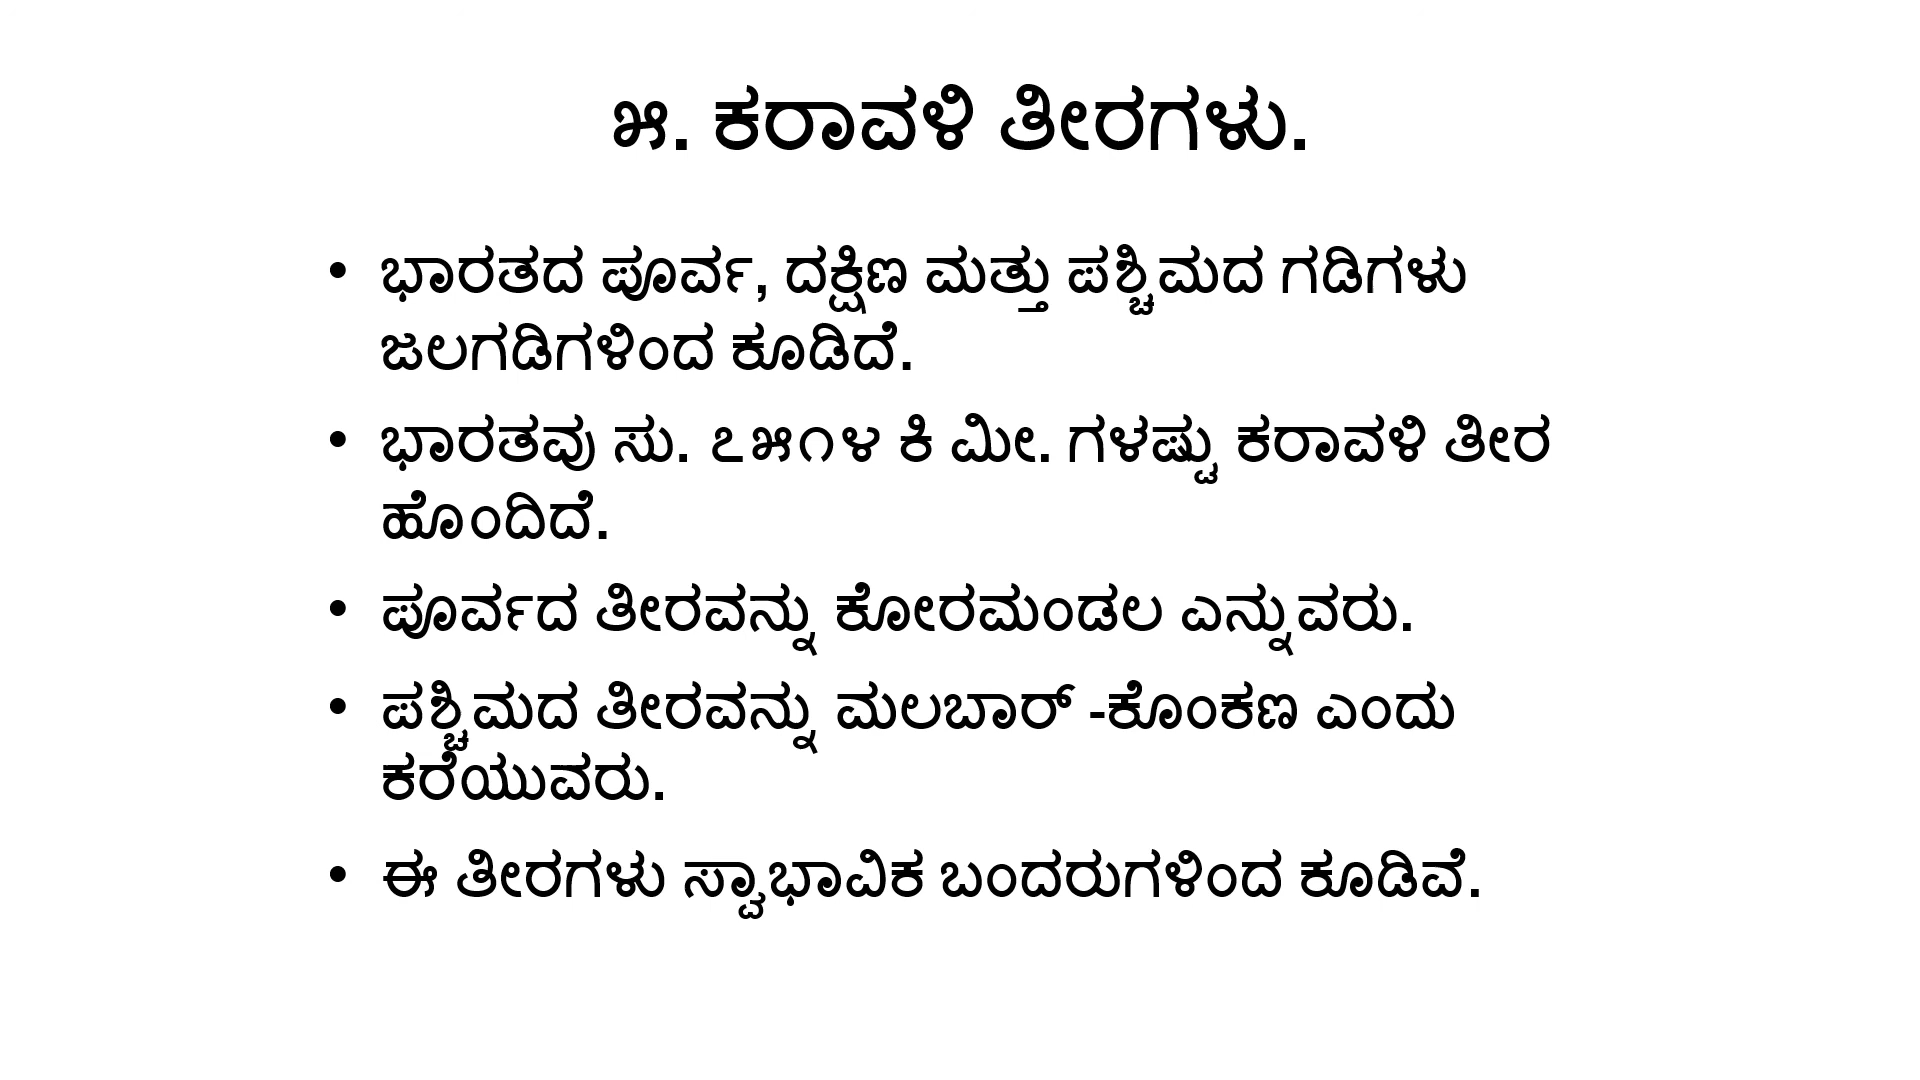 ೫. ಕರಾವಳಿ ತೀರಗಳು.
• ಭಾರತದ ಪೂರ್ವ, ದಕ್ಷಿಣ ಮತ್ತು ಪಶ್ಚಿಮದ ಗಡಿಗಳು
ಜಲಗಡಿಗಳಿಂದ ಕೂಡಿದೆ.
• ಭಾರತವು ಸು. ೭೫೧೪ ಕಿ ಮೀ. ಗಳಷ್ಟು ಕರಾವಳಿ ತೀರ
ಹೊಂದಿದೆ.
• ಪೂರ್ವದ ತೀರವನ್ನು ಕೋರಮಂಡಲ ಎನ್ನುವರು.
• ಪಶ್ಚಿಮದ ತೀರವನ್ನು ಮಲಬಾರ್ -ಕೊಂಕಣ ಎಂದು
ಕರೆಯುವರು.
• ಈ ತೀರಗಳು ಸ್ವಾಭಾವಿಕ ಬಂದರುಗಳಿಂದ ಕೂಡಿವೆ.